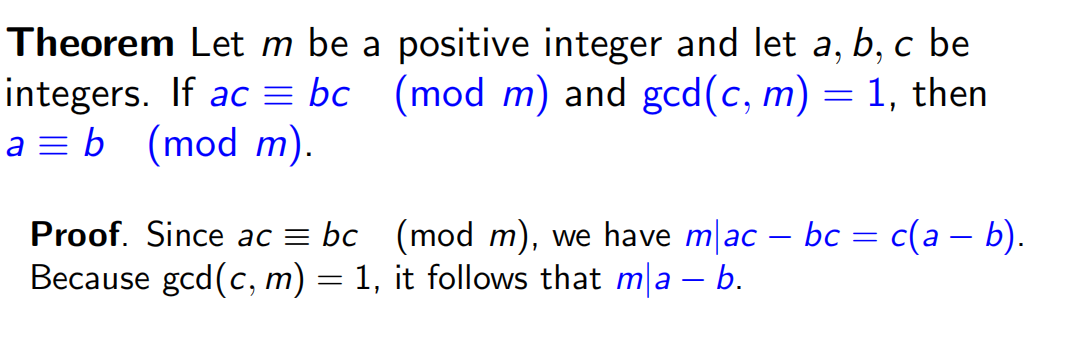 Theorem Let m be a positive integer and let a, b, c be
integers. If ac ≡ bc (mod m) and gcd(c, m) = 1, then
a ≡ b (mod m).
Proof. Since ac ≡ bc (mod m), we have m|ac − bc = c(a − b).
Because gcd(c, m) = 1, it follows that m|a − b.